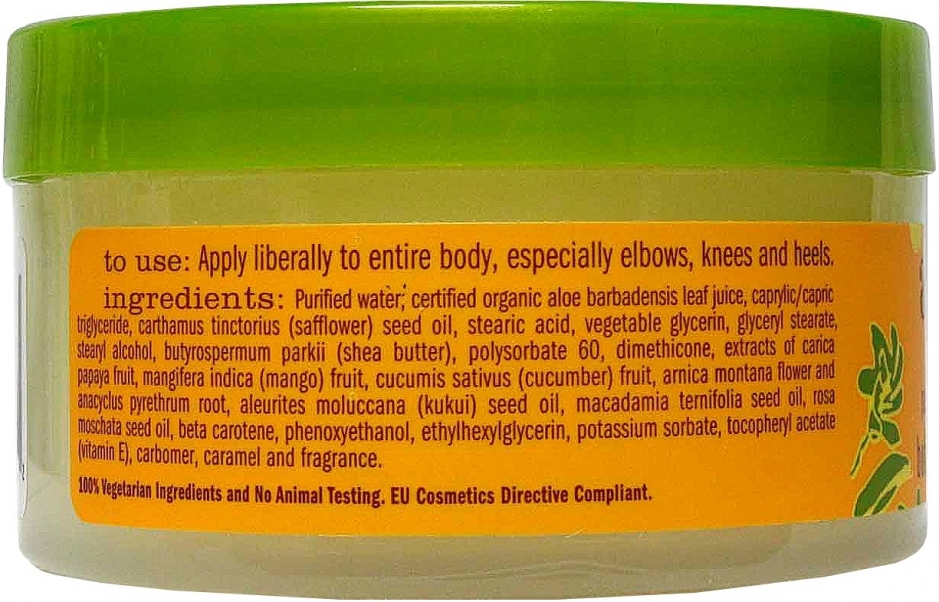 to use: Apply liberally to entire body, especially elbows, knees and heels.
ingredients: Purified water, certified organic aloe barbadensis leaf juice, caprylic/capric
triglyceride, carthamus tinctorius (safflower) seed oil, stearic acid, vegetable glycerin, glyceryl stearate,
stearyl alcohol, butyrospermum parkii (shea butter), polysorbate 60, dimethicone, extracts of carica
papaya fruit, mangifera indica (mango) fruit, cucumis sativus (cucumber) fruit, arnica montana flower and
anacyclus pyrethrum root, aleurites moluccana (kukui) seed oil, macadamia ternifolia seed oil, rosa
moschata seed oil, beta carotene, phenoxyethanol, ethylhexylglycerin, potassium sorbate, tocopheryl acetate
(vitamin E), carbomer, caramel and fragrance.
100% Vegetarian Ingredients and No Animal Testing. EU Cosmetics Directive Compliant.